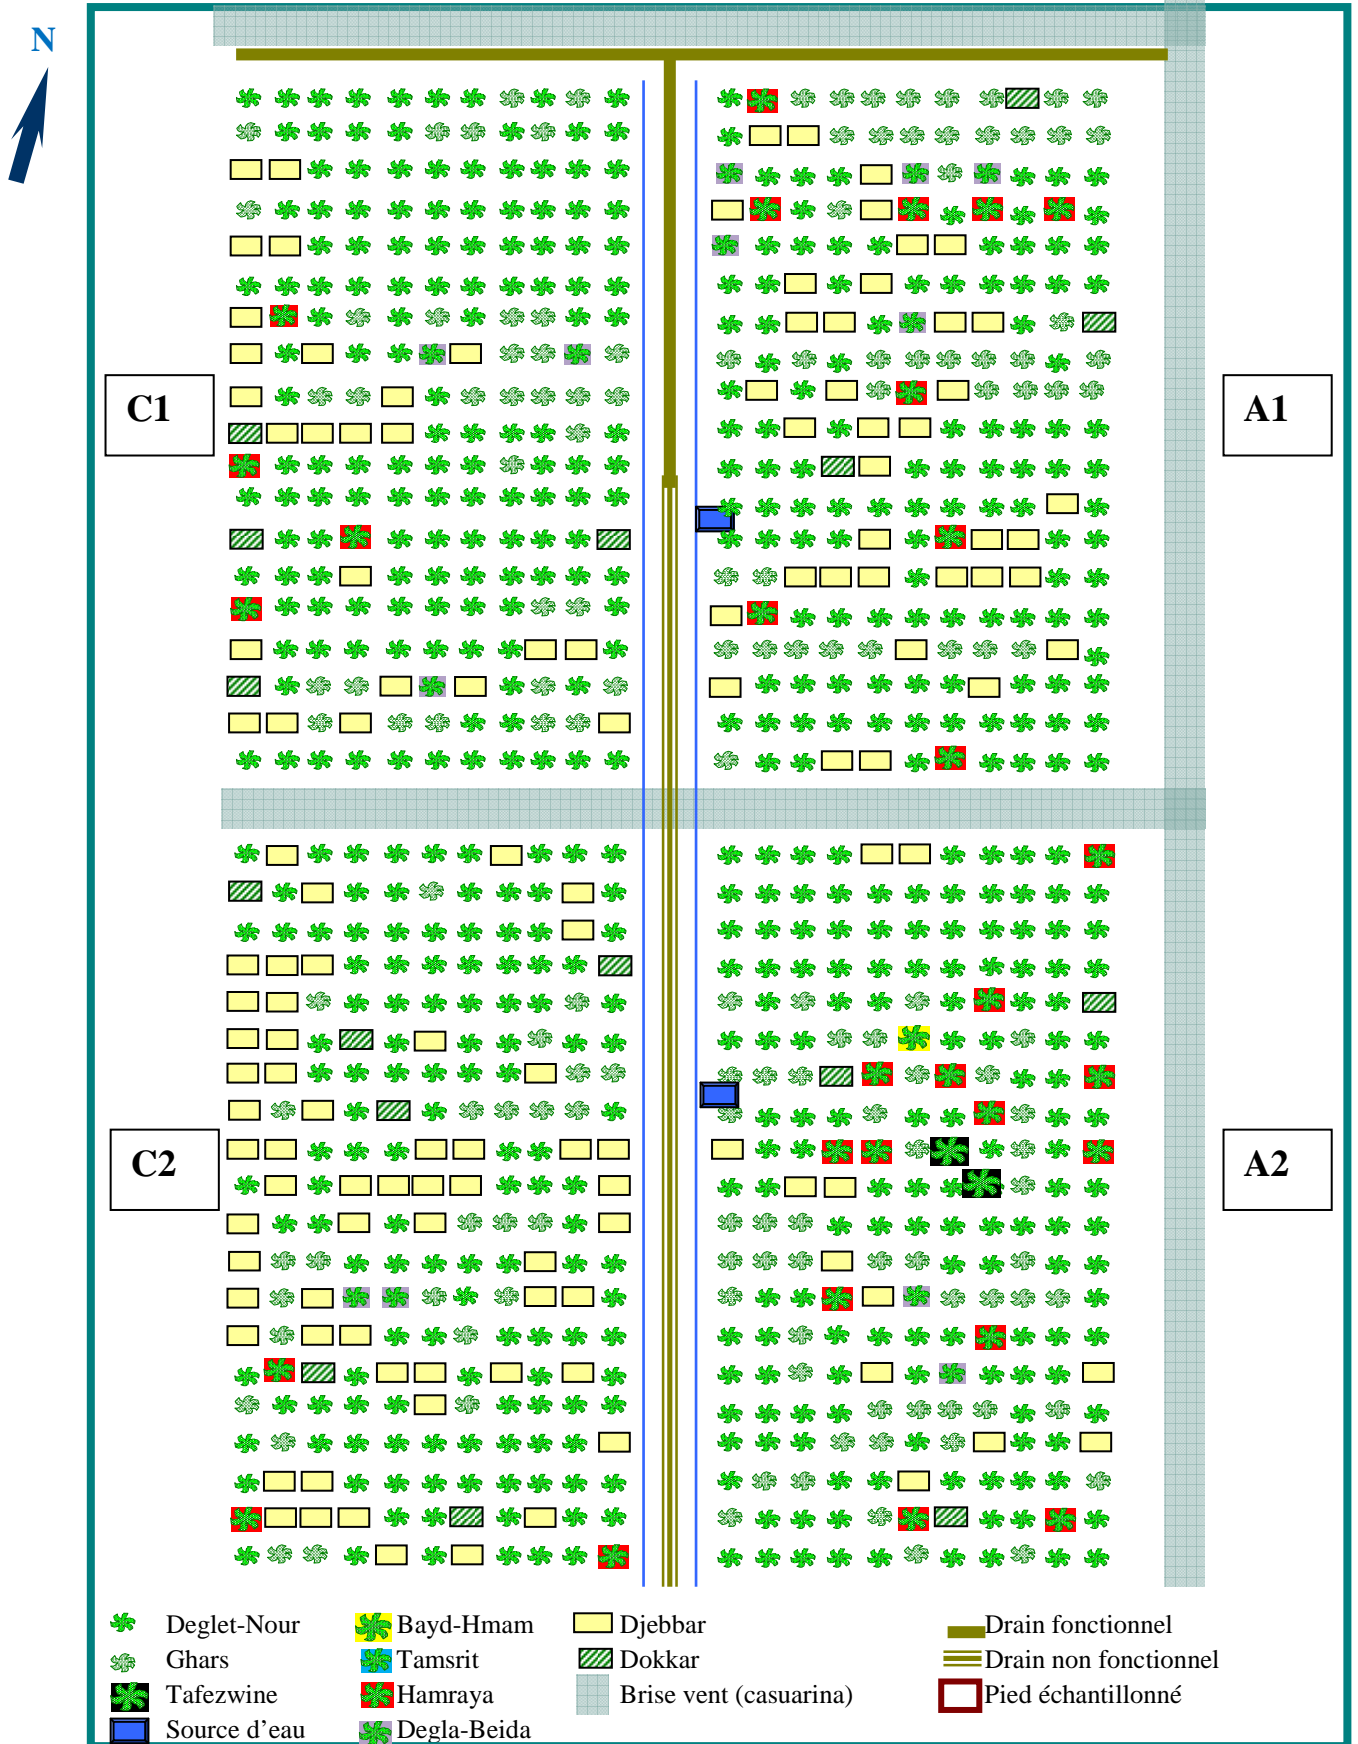 N
C1
A1
C2
A2
Deglet-Nour Bayd-Hmam Djebbar Drain fonctionnel
Ghars Tamsrit Dokkar Drain non fonctionnel
Tafezwine Hamraya Brise vent (casuarina) Pied échantillonné
Source d'eau Degla-Beida